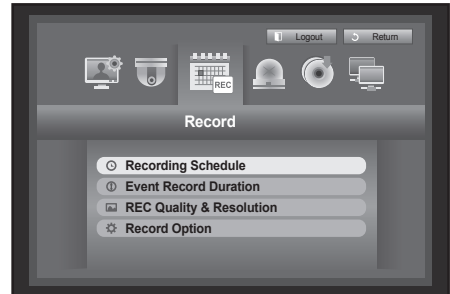 Logout Return
REC
Record
Recording Schedule
Event Record Duration
REC Quality & Resolution
Record Option